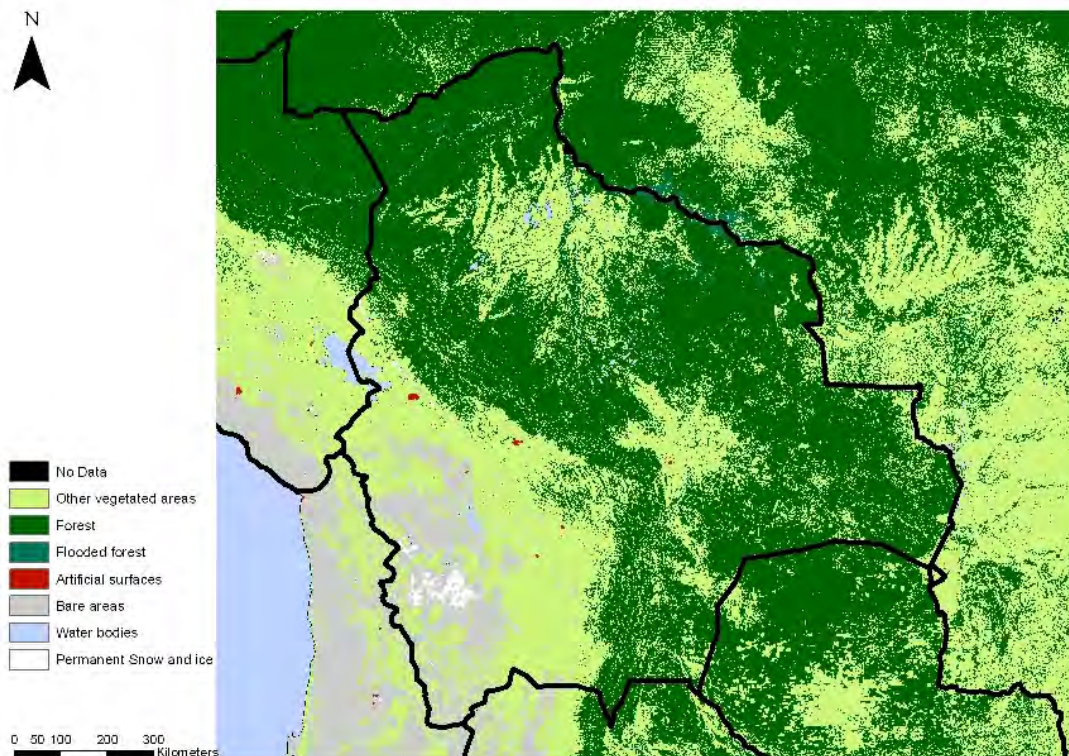 N
No Data
Other vegetated areas
Forest
Flooded forest
Artificial surfaces
Bare areas
Water bodies
Permanent Snow and ice
0 50 100 200 300
Kilometers